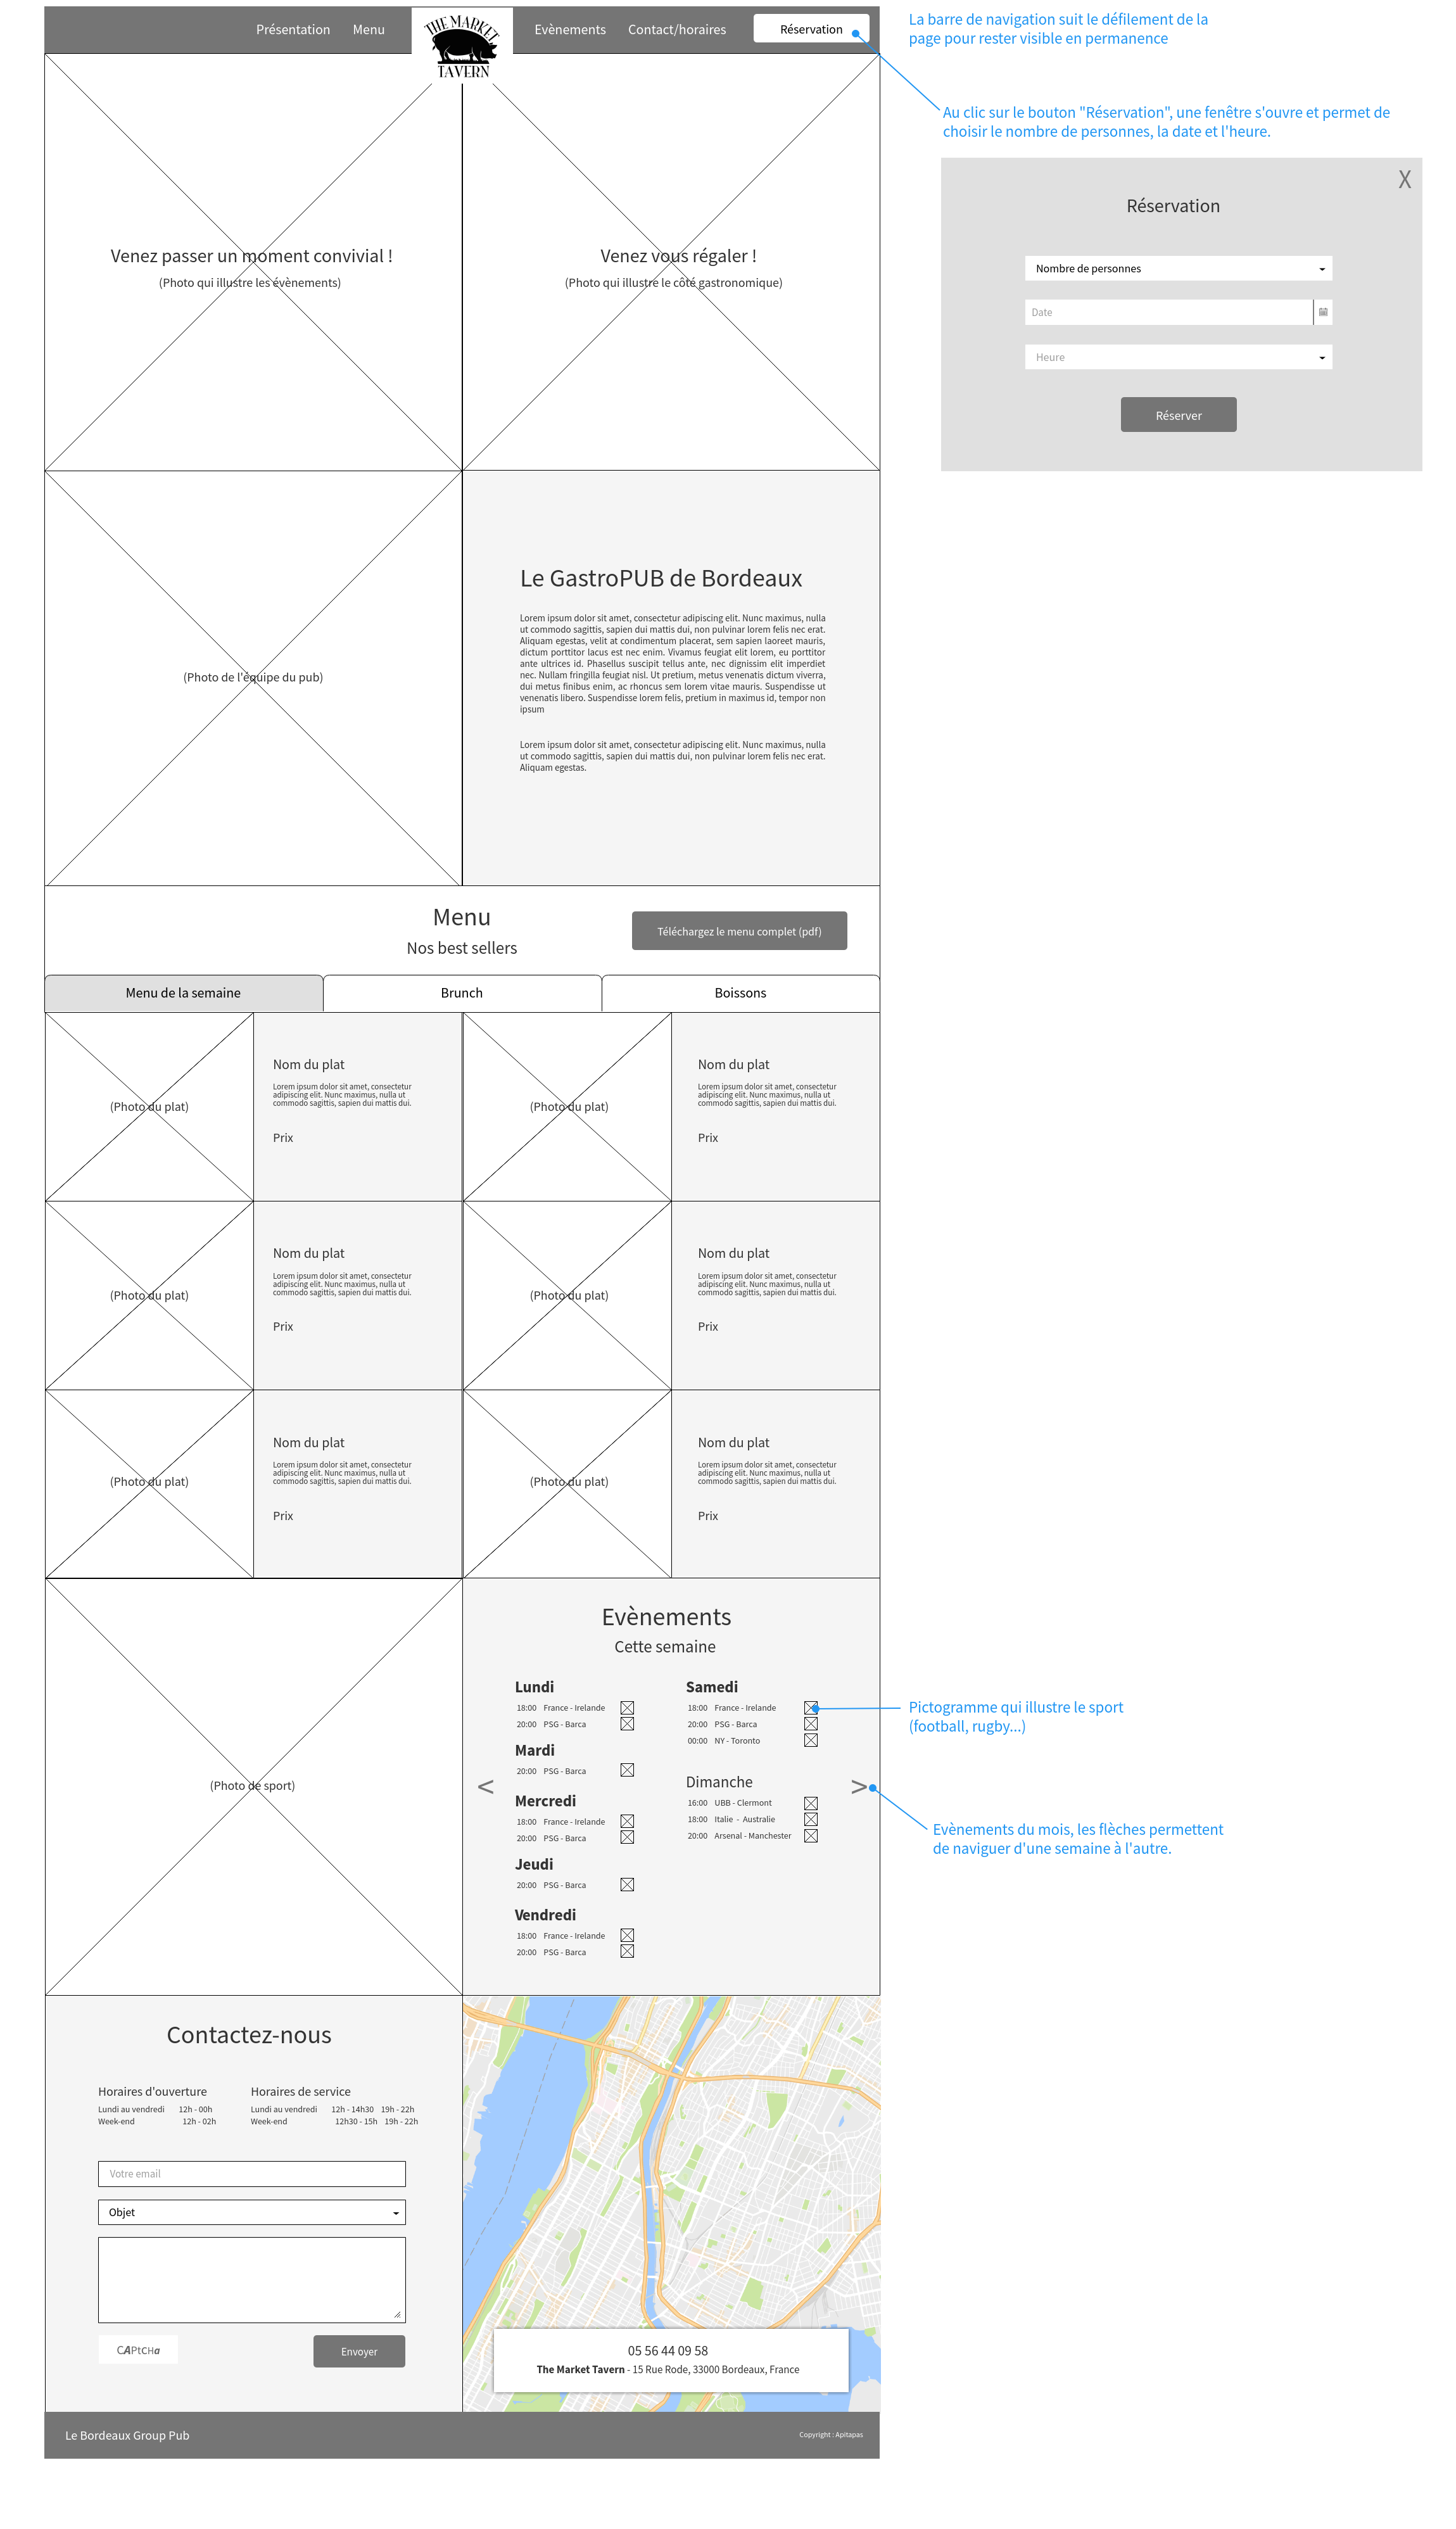 Présentation
Menu
THE MARKET
TAVERN
Evènements
Contact/horaires
Réservation
La barre de navigation suit le défilement de la
page pour rester visible en permanence
Au clic sur le bouton "Réservation", une fenêtre s'ouvre et permet de
choisir le nombre de personnes, la date et l'heure.
X
Réservation
Nombre de personnes
Date
Heure
Réserver
Venez passer un moment convivial !
(Photo qui illustre les évènements)
Venez vous régaler !
(Photo qui illustre le côté gastronomique)
(Photo de l'équipe du pub)
Le GastroPUB de Bordeaux
Lorem ipsum dolor sit amet, consectetur adipiscing elit. Nunc maximus, nulla
ut commodo sagittis, sapien dui mattis dui, non pulvinar lorem felis nec erat.
Aliquam egestas, velit at condimentum placerat, sem sapien laoreet mauris,
dictum porttitor lacus est nec enim. Vivamus feugiat elit lorem, eu porttitor
ante ultrices id. Phasellus suscipit tellus ante, nec dignissim elit imperdiet
nec. Nullam fringilla feugiat nisl. Ut pretium, metus venenatis dictum viverra,
dui metus finibus enim, ac rhoncus sem lorem vitae mauris. Suspendisse ut
venenatis libero. Suspendisse lorem felis, pretium in maximus id, tempor non
ipsum
Lorem ipsum dolor sit amet, consectetur adipiscing elit. Nunc maximus, nulla
ut commodo sagittis, sapien dui mattis dui, non pulvinar lorem felis nec erat.
Aliquam egestas.
Menu
Nos best sellers
Téléchargez le menu complet (pdf)
Menu de la semaine
Brunch
Boissons
(Photo du plat)
Nom du plat
Lorem ipsum dolor sit amet, consectetur
adipiscing elit. Nunc maximus, nulla ut
commodo sagittis, sapien dui mattis dui.
Prix
(Photo du plat)
Nom du plat
Lorem ipsum dolor sit amet, consectetur
adipiscing elit. Nunc maximus, nulla ut
commodo sagittis, sapien dui mattis dui.
Prix
(Photo du plat)
Nom du plat
Lorem ipsum dolor sit amet, consectetur
adipiscing elit. Nunc maximus, nulla ut
commodo sagittis, sapien dui mattis dui.
Prix
(Photo du plat)
Nom du plat
Lorem ipsum dolor sit amet, consectetur
adipiscing elit. Nunc maximus, nulla ut
commodo sagittis, sapien dui mattis dui.
Prix
(Photo du plat)
Nom du plat
Lorem ipsum dolor sit amet, consectetur
adipiscing elit. Nunc maximus, nulla ut
commodo sagittis, sapien dui mattis dui.
Prix
(Photo du plat)
Nom du plat
Lorem ipsum dolor sit amet, consectetur
adipiscing elit. Nunc maximus, nulla ut
commodo sagittis, sapien dui mattis dui.
Prix
(Photo de sport)
Evènements
Cette semaine
<
Lundi
18:00 France - Irelande
20:00 PSG - Barca
Mardi
20:00 PSG - Barca
Mercredi
18:00 France - Irelande
20:00 PSG - Barca
Jeudi
20:00 PSG - Barca
Vendredi
18:00 France - Irelande
20:00 PSG - Barca
Samedi
18:00 France - Irelande
20:00 PSG - Barca
00:00 NY - Toronto
Dimanche
16:00 UBB - Clermont
18:00 Italie - Australie
20:00 Arsenal - Manchester
>
Pictogramme qui illustre le sport
(football, rugby...)
Evènements du mois, les flèches permettent
de naviguer d'une semaine à l'autre.
Contactez-nous
Horaires d'ouverture
Lundi au vendredi 12h - 00h
Week-end 12h - 02h
Horaires de service
Lundi au vendredi 12h - 14h30 19h - 22h
Week-end 12h30 - 15h 19h - 22h
Votre email
Objet
CAPtCHa
Envoyer
05 56 44 09 58
The Market Tavern - 15 Rue Rode, 33000 Bordeaux, France
Le Bordeaux Group Pub
Copyright : Apitapas